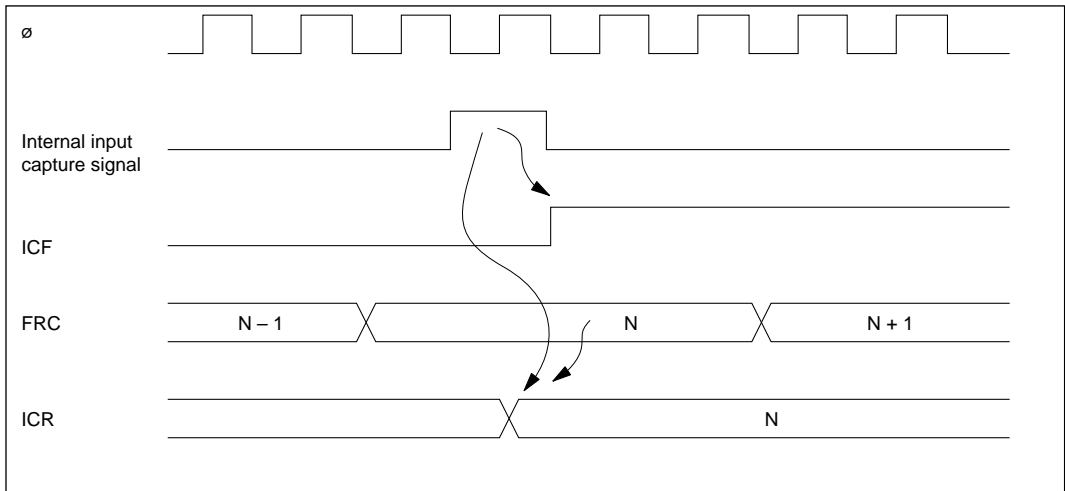 ø
Internal input
capture signal
ICF
FRC
N – 1
N
N + 1
ICR
N